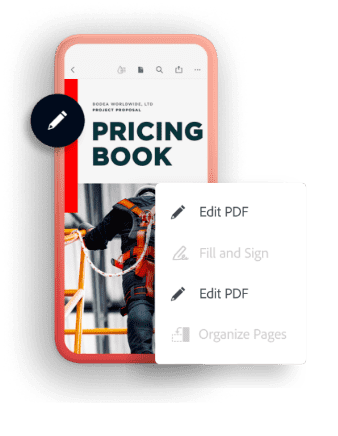 BODEA WORLDWIDE, LTD
PROJECT PROPOSAL
PRICING
BOOK
Edit PDF
Fill and Sign
Edit PDF
Organize Pages